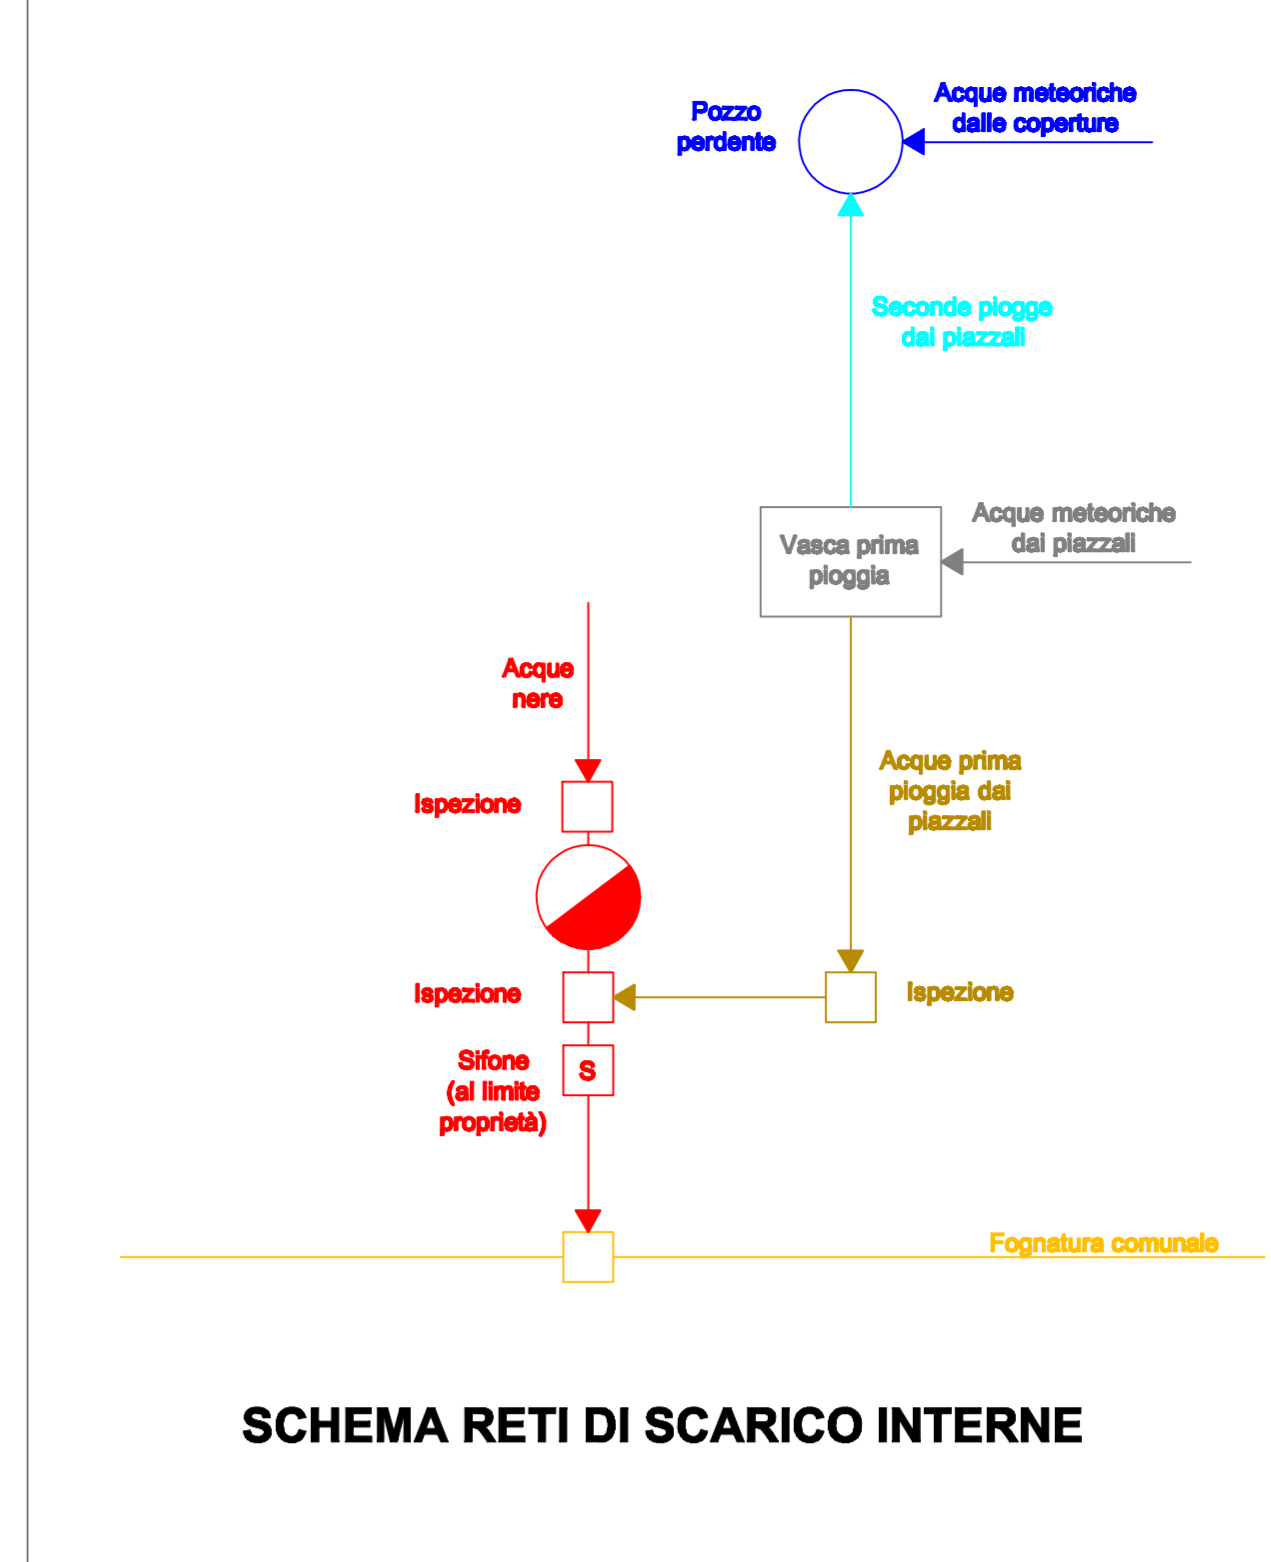 Pozzo
perdente
Acque meteoriche
dalle coperture
Seconde piogge
dai piazzali
Vasca prima
pioggia
Acque meteoriche
dai piazzali
Acque
nere
Acque prima
pioggia dai
piazzali
Ispezione
Ispezione
Ispezione
Sifone
(al limite
proprietà)
S
Fognatura comunale
SCHEMA RETI DI SCARICO INTERNE